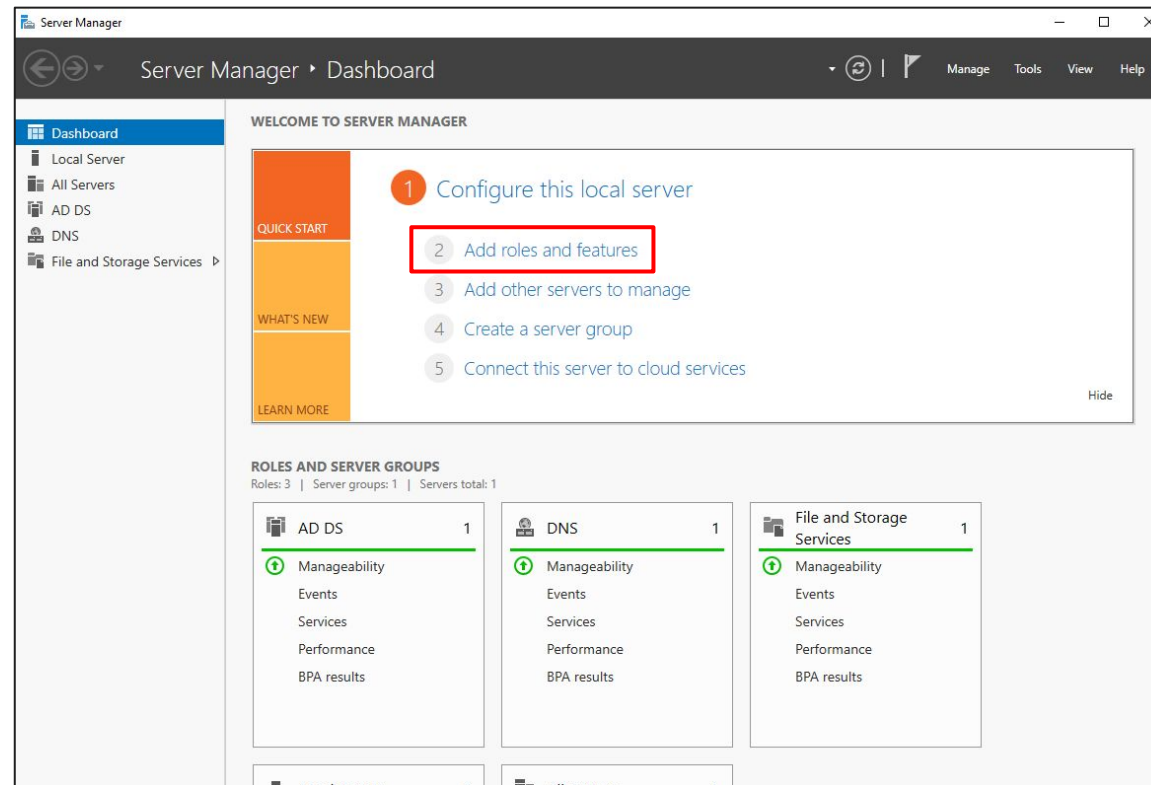 Server Manager
Server Manager ‣ Dashboard
Manage Tools View Help
Dashboard
Local Server
All Servers
AD DS
DNS
File and Storage Services
WELCOME TO SERVER MANAGER
QUICK START
WHAT'S NEW
LEARN MORE
1 Configure this local server
2 Add roles and features
3 Add other servers to manage
4 Create a server group
5 Connect this server to cloud services
Hide
ROLES AND SERVER GROUPS
Roles: 3 | Server groups: 1 | Servers total: 1
AD DS 1
Manageability
Events
Services
Performance
BPA results
DNS 1
Manageability
Events
Services
Performance
BPA results
File and Storage
Services 1
Manageability
Events
Services
Performance
BPA results